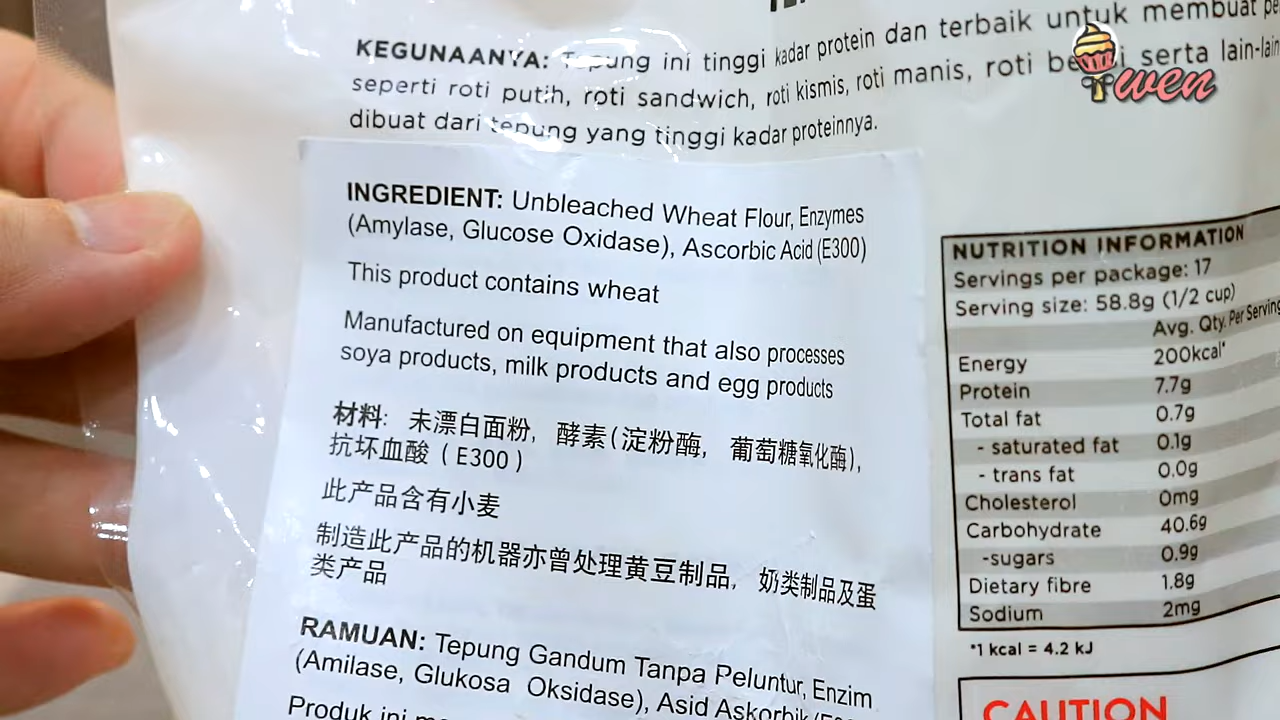 KEGUNAANYA: Tepung ini tinggi kadar protein dan terbaik untuk membuat
seperti roti putih, roti sandwich, roti kismis, roti manis, roti serta lain-lain
dibuat dari tepung yang tinggi kadar proteinnya.
wen
INGREDIENT: Unbleached Wheat Flour, Enzymes
(Amylase, Glucose Oxidase), Ascorbic Acid (E300)
This product contains wheat
Manufactured on equipment that also processes
soya products, milk products and egg products
材料: 未漂白面粉, 酵素(淀粉酶, 葡萄糖氧化酶),
抗坏血酸 ( E300 )
此产品含有小麦
制造此产品的机器亦曾处理黄豆制品, 奶类制品及蛋
类产品
RAMUAN: Tepung Gandum Tanpa Peluntur, Enzim
(Amilase, Glukosa Oksidase), Asid Askorbik
Produk ini
NUTRITION INFORMATION
Servings per package: 17
Serving size: 58.8g (1/2 cup)
Avg. Qty. Per Serving
Energy 200kcal*
Protein 7.7g
Total fat 0.7g
- saturated fat 0.1g
- trans fat 0.0g
Cholesterol 0mg
Carbohydrate 40.6g
-sugars 0.9g
Dietary fibre 1.8g
Sodium 2mg
*1 kcal = 4.2 kJ
CAUTION